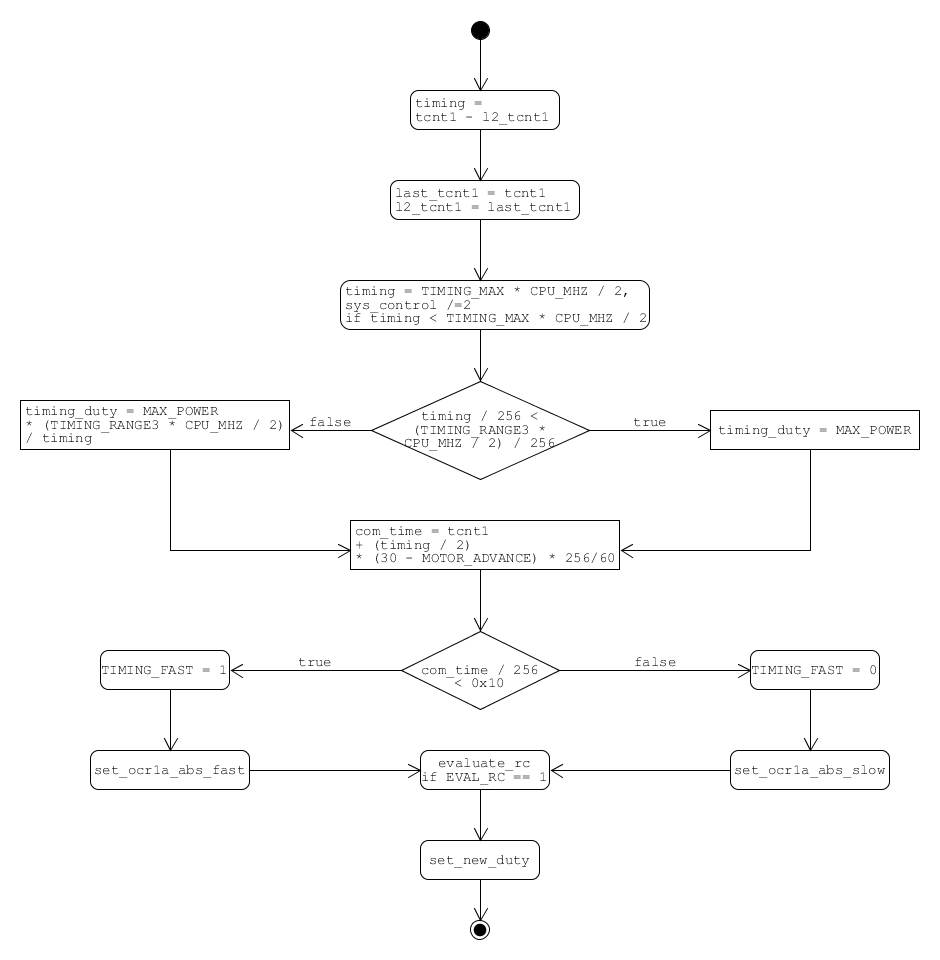 timing =
tcnt1 - l2_tcnt1
last_tcnt1 = tcnt1
l2_tcnt1 = last_tcnt1
timing = TIMING_MAX * CPU_MHZ / 2,
sys_control /=2
if timing < TIMING_MAX * CPU_MHZ / 2
timing / 256 <
(TIMING_RANGE3 *
CPU_MHZ / 2) / 256
false
true
timing_duty = MAX_POWER
* (TIMING_RANGE3 * CPU_MHZ / 2)
/ timing
timing_duty = MAX_POWER
com_time = tcnt1
+ (timing / 2)
* (30 - MOTOR_ADVANCE) * 256/60
com_time / 256
< 0x10
true
false
TIMING_FAST = 1
TIMING_FAST = 0
set_ocr1a_abs_fast
evaluate_rc
if EVAL_RC == 1
set_ocr1a_abs_slow
set_new_duty